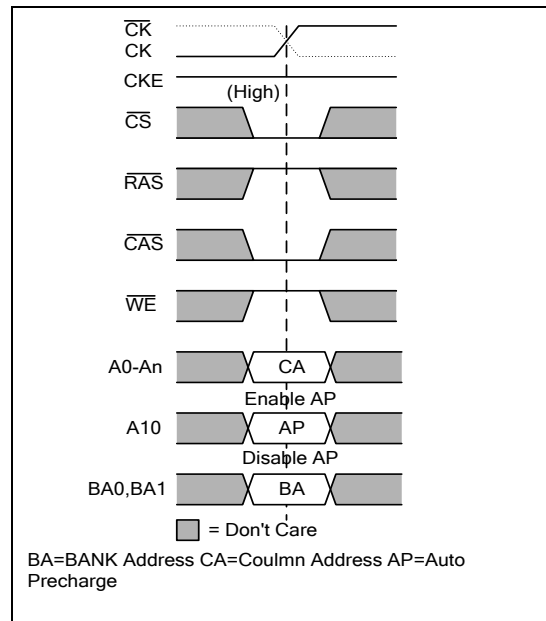 CK
CK
CKE
(High)
CS
RAS
CAS
WE
A0-An CA
Enable AP
A10 AP
Disable AP
BA0,BA1 BA
= Don't Care
BA=BANK Address CA=Coulmn Address AP=Auto
Precharge